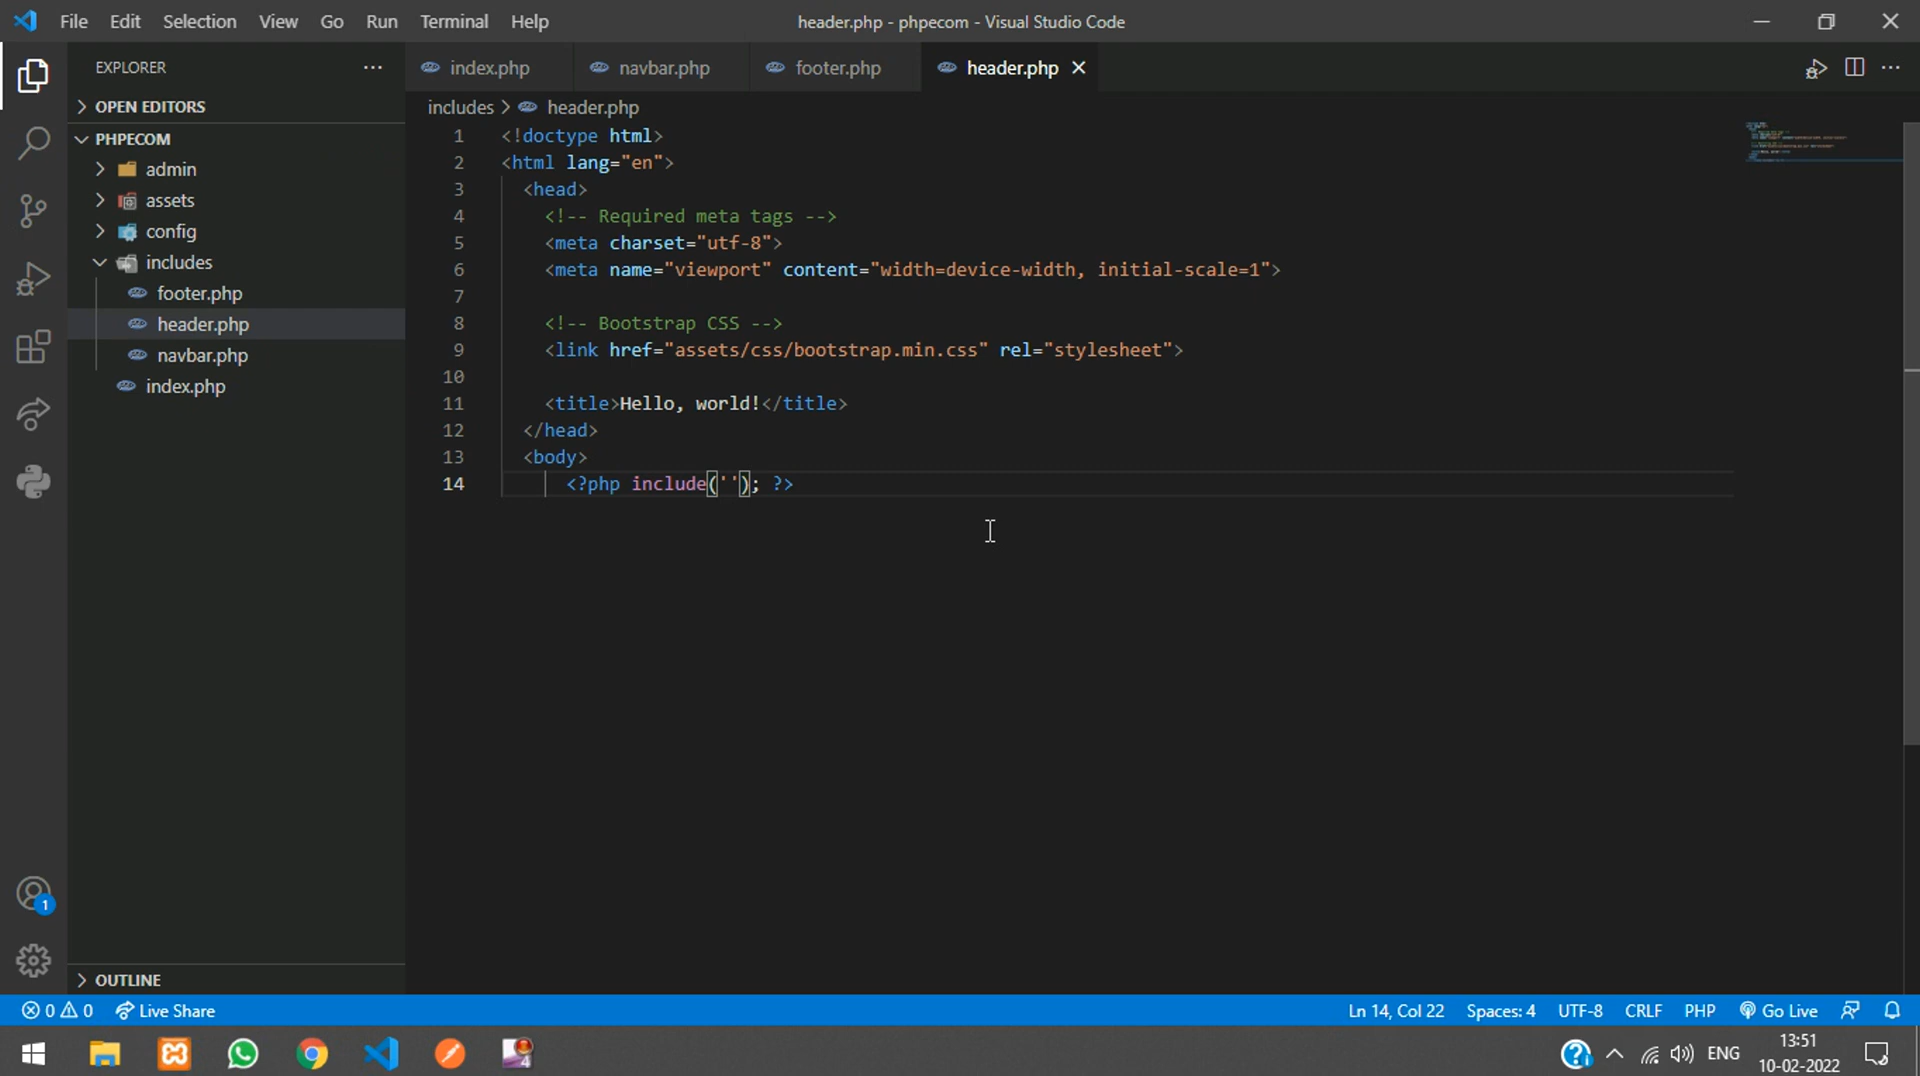 File Edit Selection View Go Run Terminal Help
header.php - phpecom - Visual Studio Code
EXPLORER
index.php navbar.php footer.php header.php
OPEN EDITORS
includes > header.php
PHPECOM
admin
assets
config
includes
footer.php
header.php
navbar.php
index.php
1 <!doctype html>
2 <html lang="en">
3 <head>
4 <!-- Required meta tags -->
5 <meta charset="utf-8">
6 <meta name="viewport" content="width=device-width, initial-scale=1">
7
8 <!-- Bootstrap CSS -->
9 <link href="assets/css/bootstrap.min.css" rel="stylesheet">
10
11 <title>Hello, world!</title>
12 </head>
13 <body>
14 <?php include(''); ?>
1
OUTLINE
0 0 Live Share
Ln 14, Col 22 Spaces: 4 UTF-8 CRLF PHP Go Live
4
ENG
13:51
10-02-2022